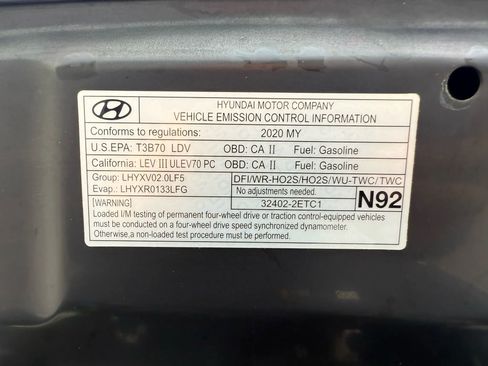 HYUNDAI MOTOR COMPANY
VEHICLE EMISSION CONTROL INFORMATION
Conforms to regulations: 2020 MY
U.S.EPA: T3B70 LDV OBD: CA II Fuel: Gasoline
California: LEV III ULEV70 PC OBD: CA II Fuel: Gasoline
Group: LHYXV02.0LF5 DFI/WR-HO2S/HO2S/WU-TWC/TWC
Evap.: LHYXR0133LFG No adjustments needed. N92
[WARNING] 32402-2ETC1
Loaded I/M testing of permanent four-wheel drive or traction control-equipped vehicles
must be conducted on a four-wheel drive speed synchronized dynamometer.
Otherwise,a non-loaded test procedure must be performed.